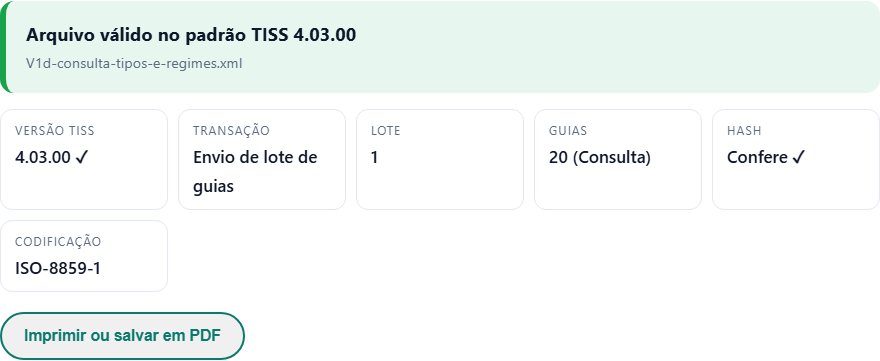 Arquivo válido no padrão TISS 4.03.00
V1d-consulta-tipos-e-regimes.xml
VERSÃO TISS
4.03.00 ✓
TRANSAÇÃO
Envio de lote de
guias
LOTE
1
GUIAS
20 (Consulta)
HASH
Confere ✓
CODIFICAÇÃO
ISO-8859-1
Imprimir ou salvar em PDF